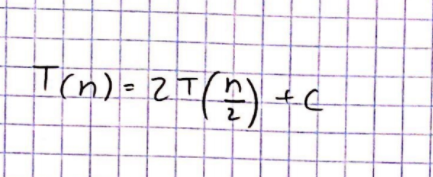 T(n) = 2T(n/2) + c